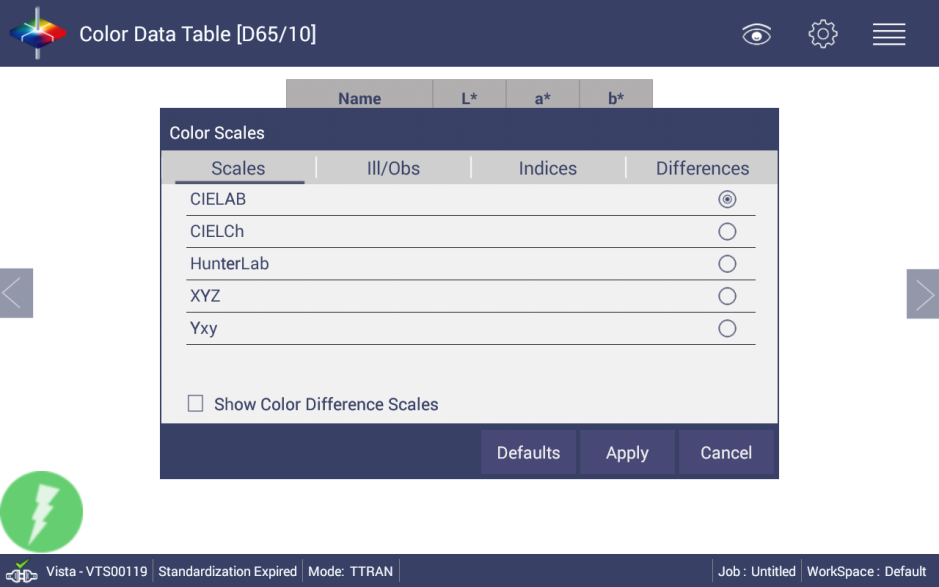 Color Data Table [D65/10]
Name L* a* b*
Color Scales
Scales Ill/Obs Indices Differences
CIELAB
CIELCh
HunterLab
XYZ
Yxy
Show Color Difference Scales
Defaults Apply Cancel
Vista - VTS00119 Standardization Expired Mode: TTRAN Job : Untitled WorkSpace : Default